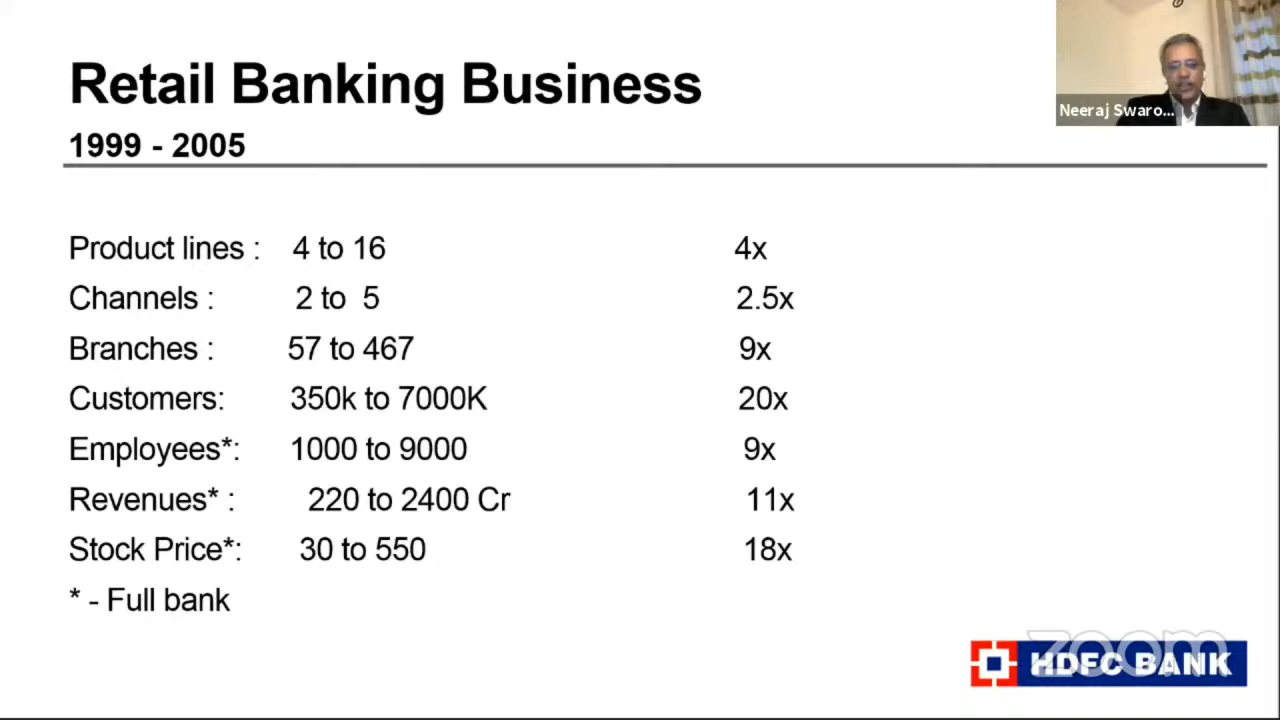 Retail Banking Business
1999 - 2005
Neeraj Swaro...
Product lines : 4 to 16 4x
Channels : 2 to 5 2.5x
Branches : 57 to 467 9x
Customers: 350k to 7000K 20x
Employees*: 1000 to 9000 9x
Revenues* : 220 to 2400 Cr 11x
Stock Price*: 30 to 550 18x
* - Full bank
zoom
HDFC BANK